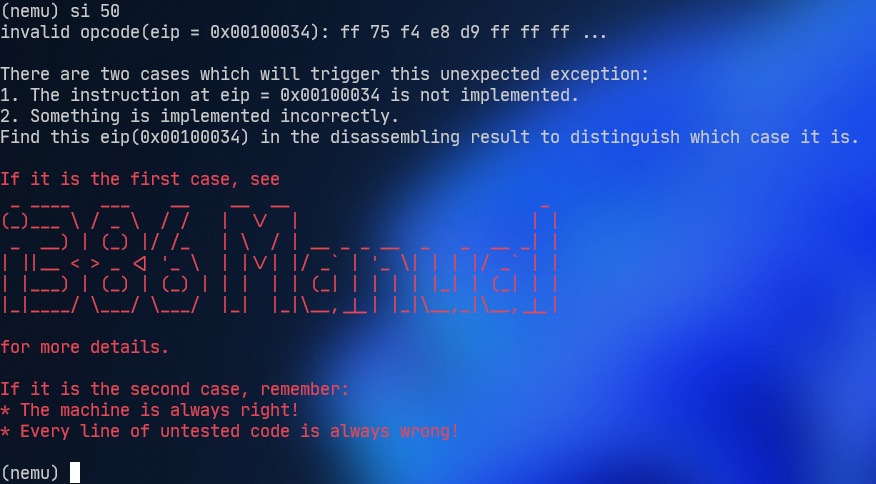 (nemu) si 50
invalid opcode(eip = 0x00100034): ff 75 f4 e8 d9 ff ff ff ...
There are two cases which will trigger this unexpected exception:
1. The instruction at eip = 0x00100034 is not implemented.
2. Something is implemented incorrectly.
Find this eip(0x00100034) in the disassembling result to distinguish which case it is.
If it is the first case, see
i386 Manual
for more details.
If it is the second case, remember:
* The machine is always right!
* Every line of untested code is always wrong!
(nemu)